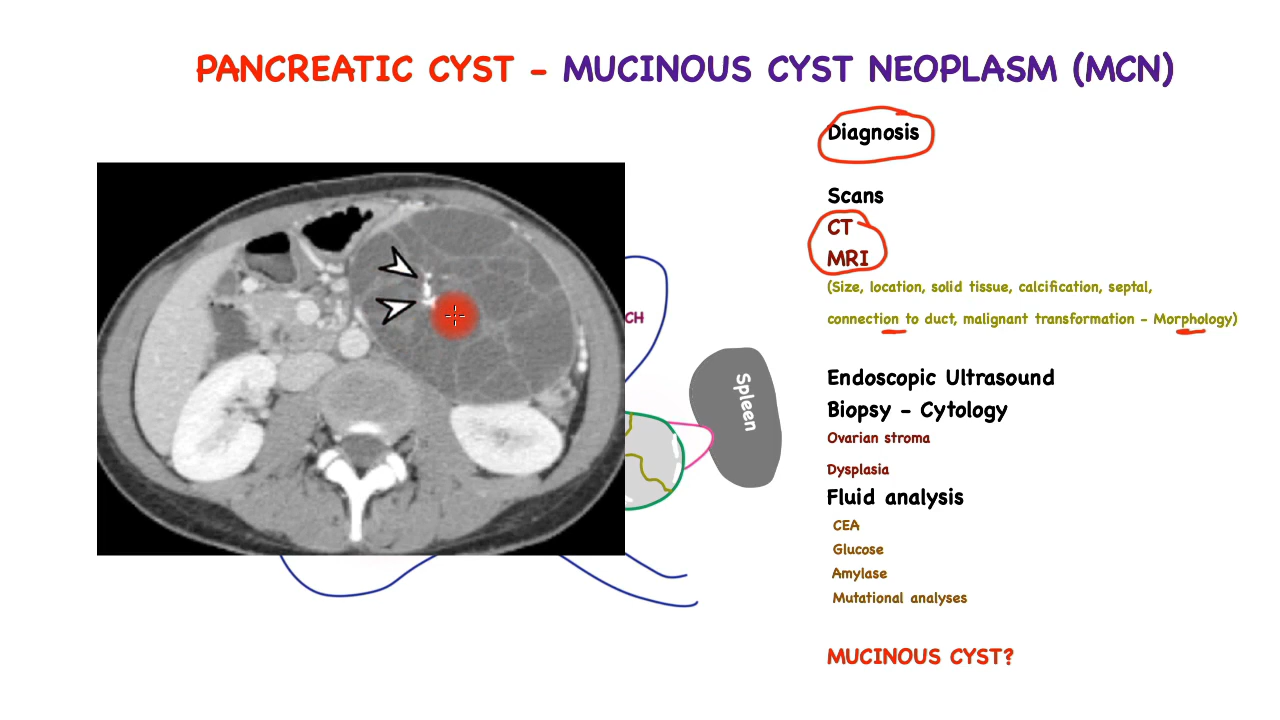 PANCREATIC CYST - MUCINOUS CYST NEOPLASM (MCN)
Diagnosis
Scans
CT
MRI
(Size, location, solid tissue, calcification, septal,
connection to duct, malignant transformation - Morphology)
CH
Spleen
Endoscopic Ultrasound
Biopsy - Cytology
Ovarian stroma
Dysplasia
Fluid analysis
CEA
Glucose
Amylase
Mutational analyses
MUCINOUS CYST?